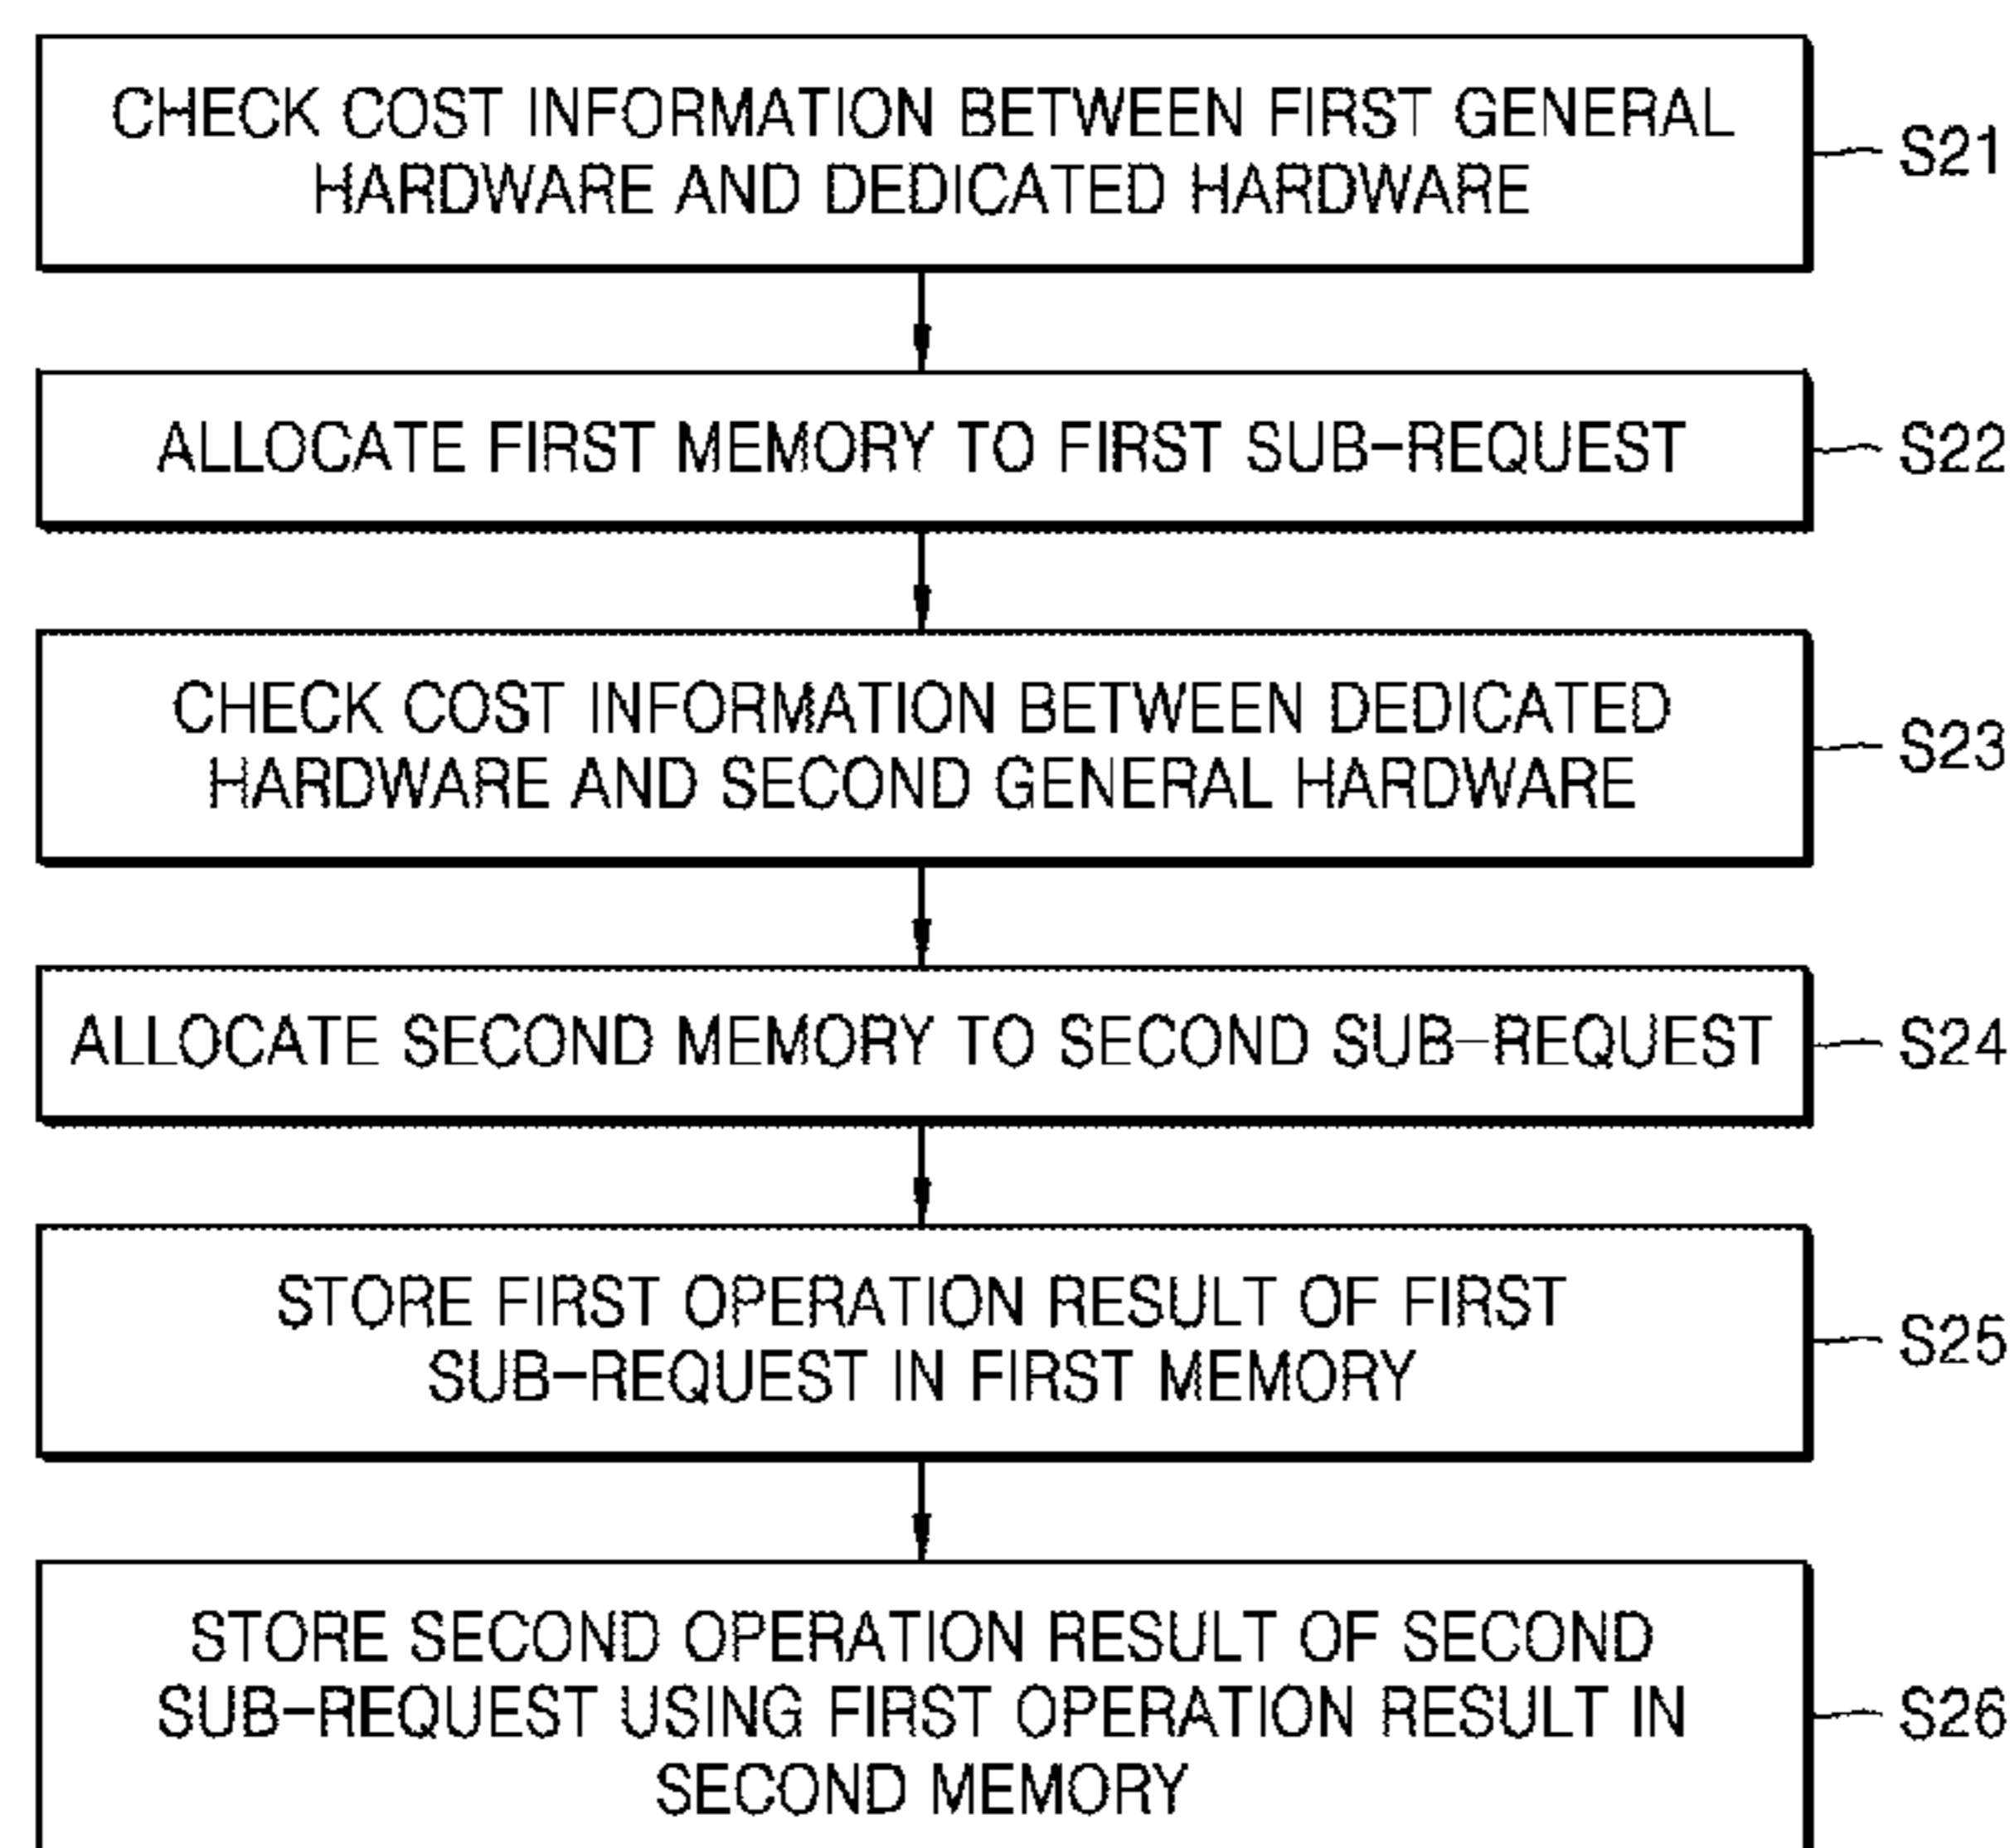 CHECK COST INFORMATION BETWEEN FIRST GENERAL
HARDWARE AND DEDICATED HARDWARE
S21
ALLOCATE FIRST MEMORY TO FIRST SUB-REQUEST
S22
CHECK COST INFORMATION BETWEEN DEDICATED
HARDWARE AND SECOND GENERAL HARDWARE
S23
ALLOCATE SECOND MEMORY TO SECOND SUB-REQUEST
S24
STORE FIRST OPERATION RESULT OF FIRST
SUB-REQUEST IN FIRST MEMORY
S25
STORE SECOND OPERATION RESULT OF SECOND
SUB-REQUEST USING FIRST OPERATION RESULT IN
SECOND MEMORY
S26